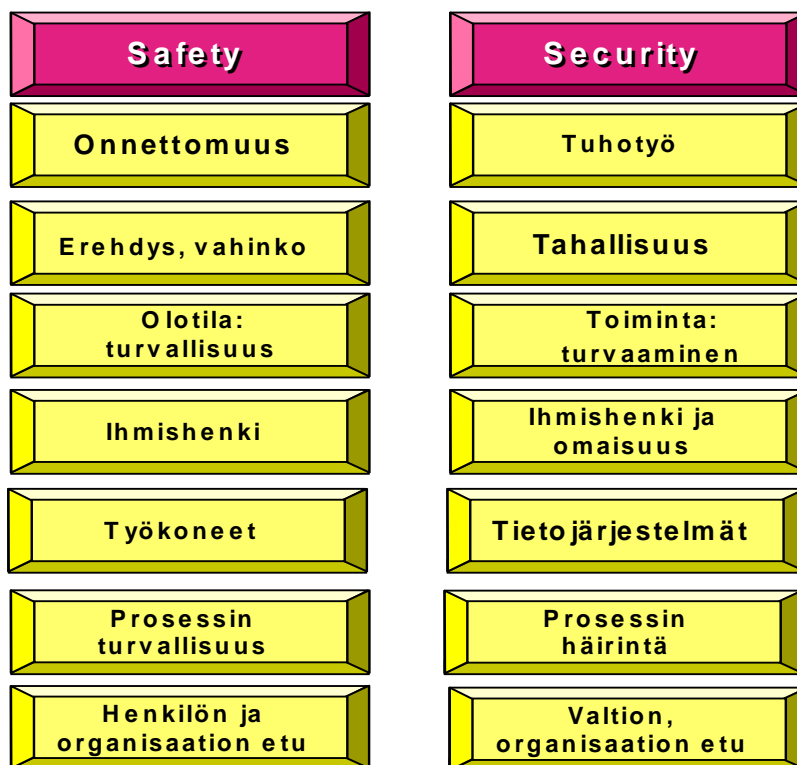 Safety
Security
Onnettomuus
Tuhotyö
Erehdys, vahinko
Tahallisuus
Olotila:
turvallisuus
Toiminta:
turvaaminen
Ihmishenki
Ihmishenki ja
omaisuus
Työkoneet
Tietojärjestelmät
Prosessin
turvallisuus
Prosessin
häirintä
Henkilön ja
organisaation etu
Valtion,
organisaation etu